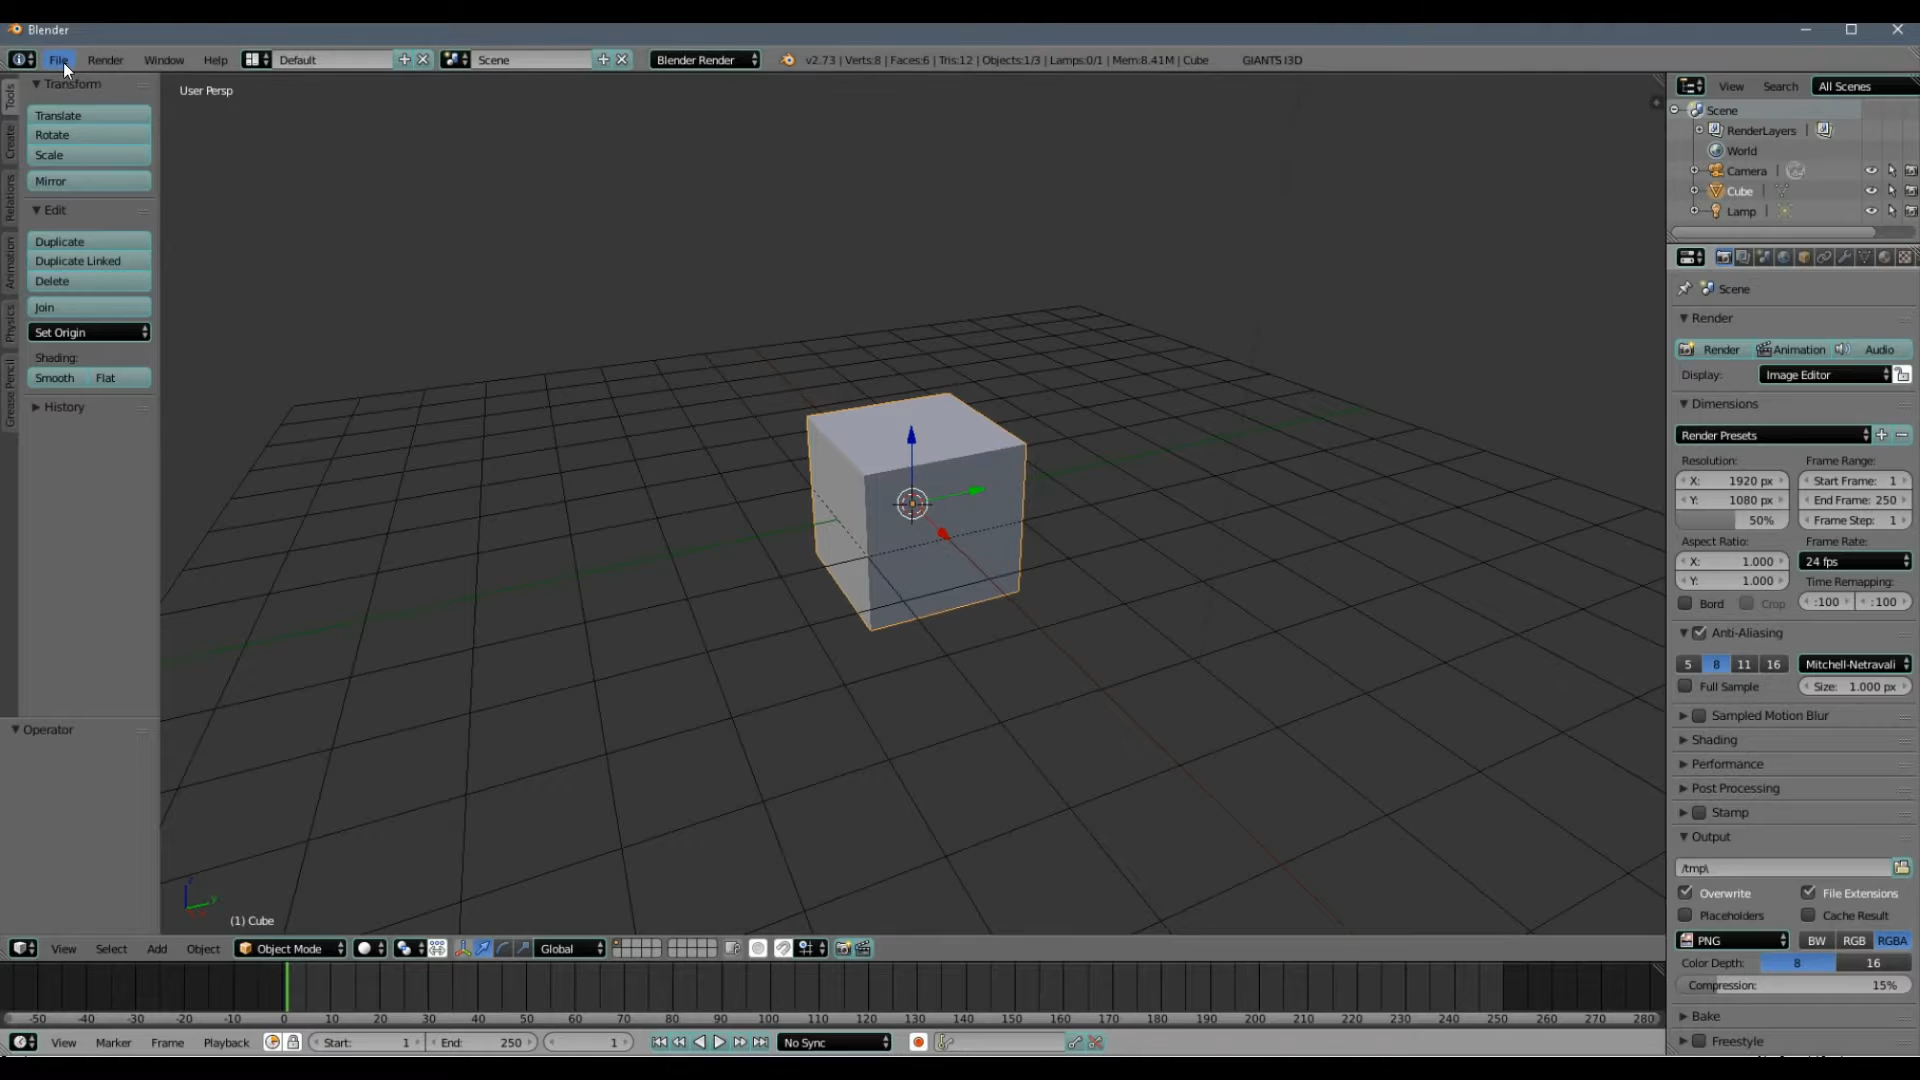 Blender
File Render Window Help Default Scene Blender Render v2.73 | Verts:8 | Faces:6 | Tris:12 | Objects:1/3 | Lamps:0/1 | Mem:8.41M | Cube GIANTS I3D
Tools
Create
Relations
Animation
Physics
Grease Pencil
Transform
Translate
Rotate
Scale
Mirror
Edit
Duplicate
Duplicate Linked
Delete
Join
Set Origin
Shading:
Smooth Flat
History
Operator
User Persp
(1) Cube
View Search All Scenes
Scene
RenderLayers
World
Camera
Cube
Lamp
Scene
Render
Render Animation Audio
Display: Image Editor
Dimensions
Render Presets
Resolution: Frame Range:
X: 1920 px Start Frame: 1
Y: 1080 px End Frame: 250
50% Frame Step: 1
Aspect Ratio: Frame Rate:
X: 1.000 24 fps
Y: 1.000 Time Remapping:
Bord Crop :100 :100
Anti-Aliasing
5 8 11 16 Mitchell-Netravali
Full Sample Size: 1.000 px
Sampled Motion Blur
Shading
Performance
Post Processing
Stamp
Output
/tmp\
Overwrite File Extensions
Placeholders Cache Result
PNG BW RGB RGBA
Color Depth: 8 16
Compression: 15%
Bake
Freestyle
View Select Add Object Object Mode Global
-50 -40 -30 -20 -10 0 10 20 30 40 50 60 70 80 90 100 110 120 130 140 150 160 170 180 190 200 210 220 230 240 250 260 270 280
View Marker Frame Playback Start: 1 End: 250 1 No Sync